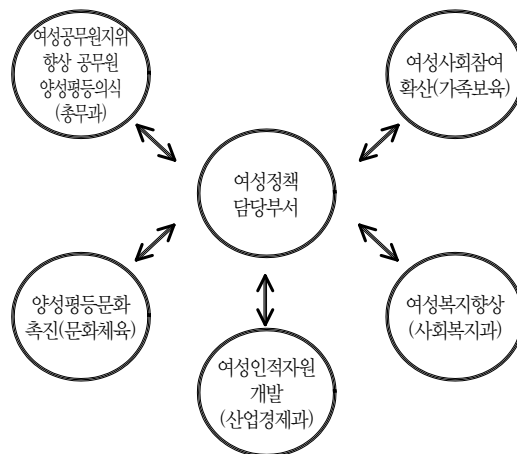 여성공무원지위
향상 공무원
양성평등의식
(총무과)
여성사회참여
확산(가족보육)
여성정책
담당부서
양성평등문화
촉진(문화체육)
여성복지향상
(사회복지과)
여성인적자원
개발
(산업경제과)